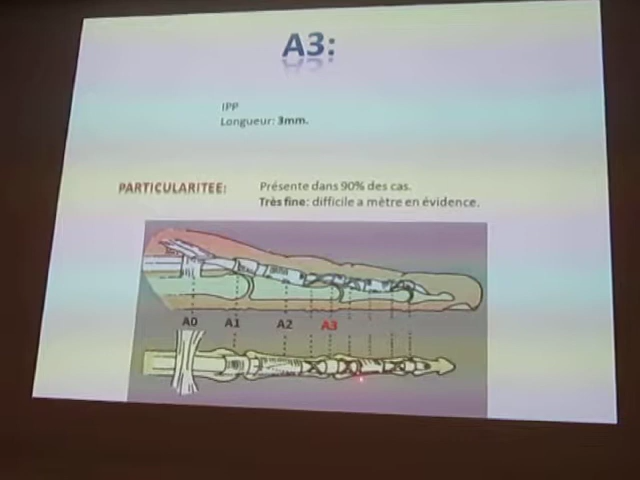 A3:
IPP
Longueur: 3mm.
PARTICULARITEE: Présente dans 90% des cas.
Très fine: difficile a mètre en évidence.
A0 A1 A2 A3